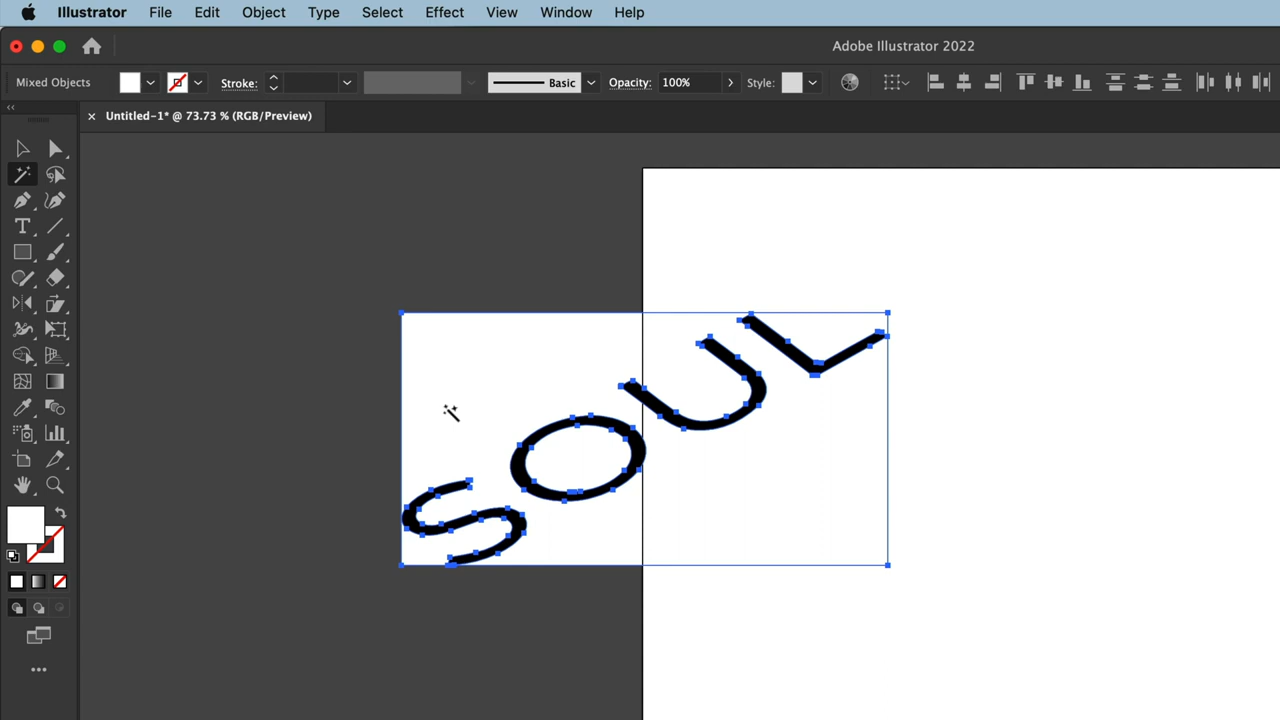 Illustrator File Edit Object Type Select Effect View Window Help
Adobe Illustrator 2022
Mixed Objects Stroke: Basic Opacity: 100% Style:
× Untitled-1* @ 73.73 % (RGB/Preview)
SOUL